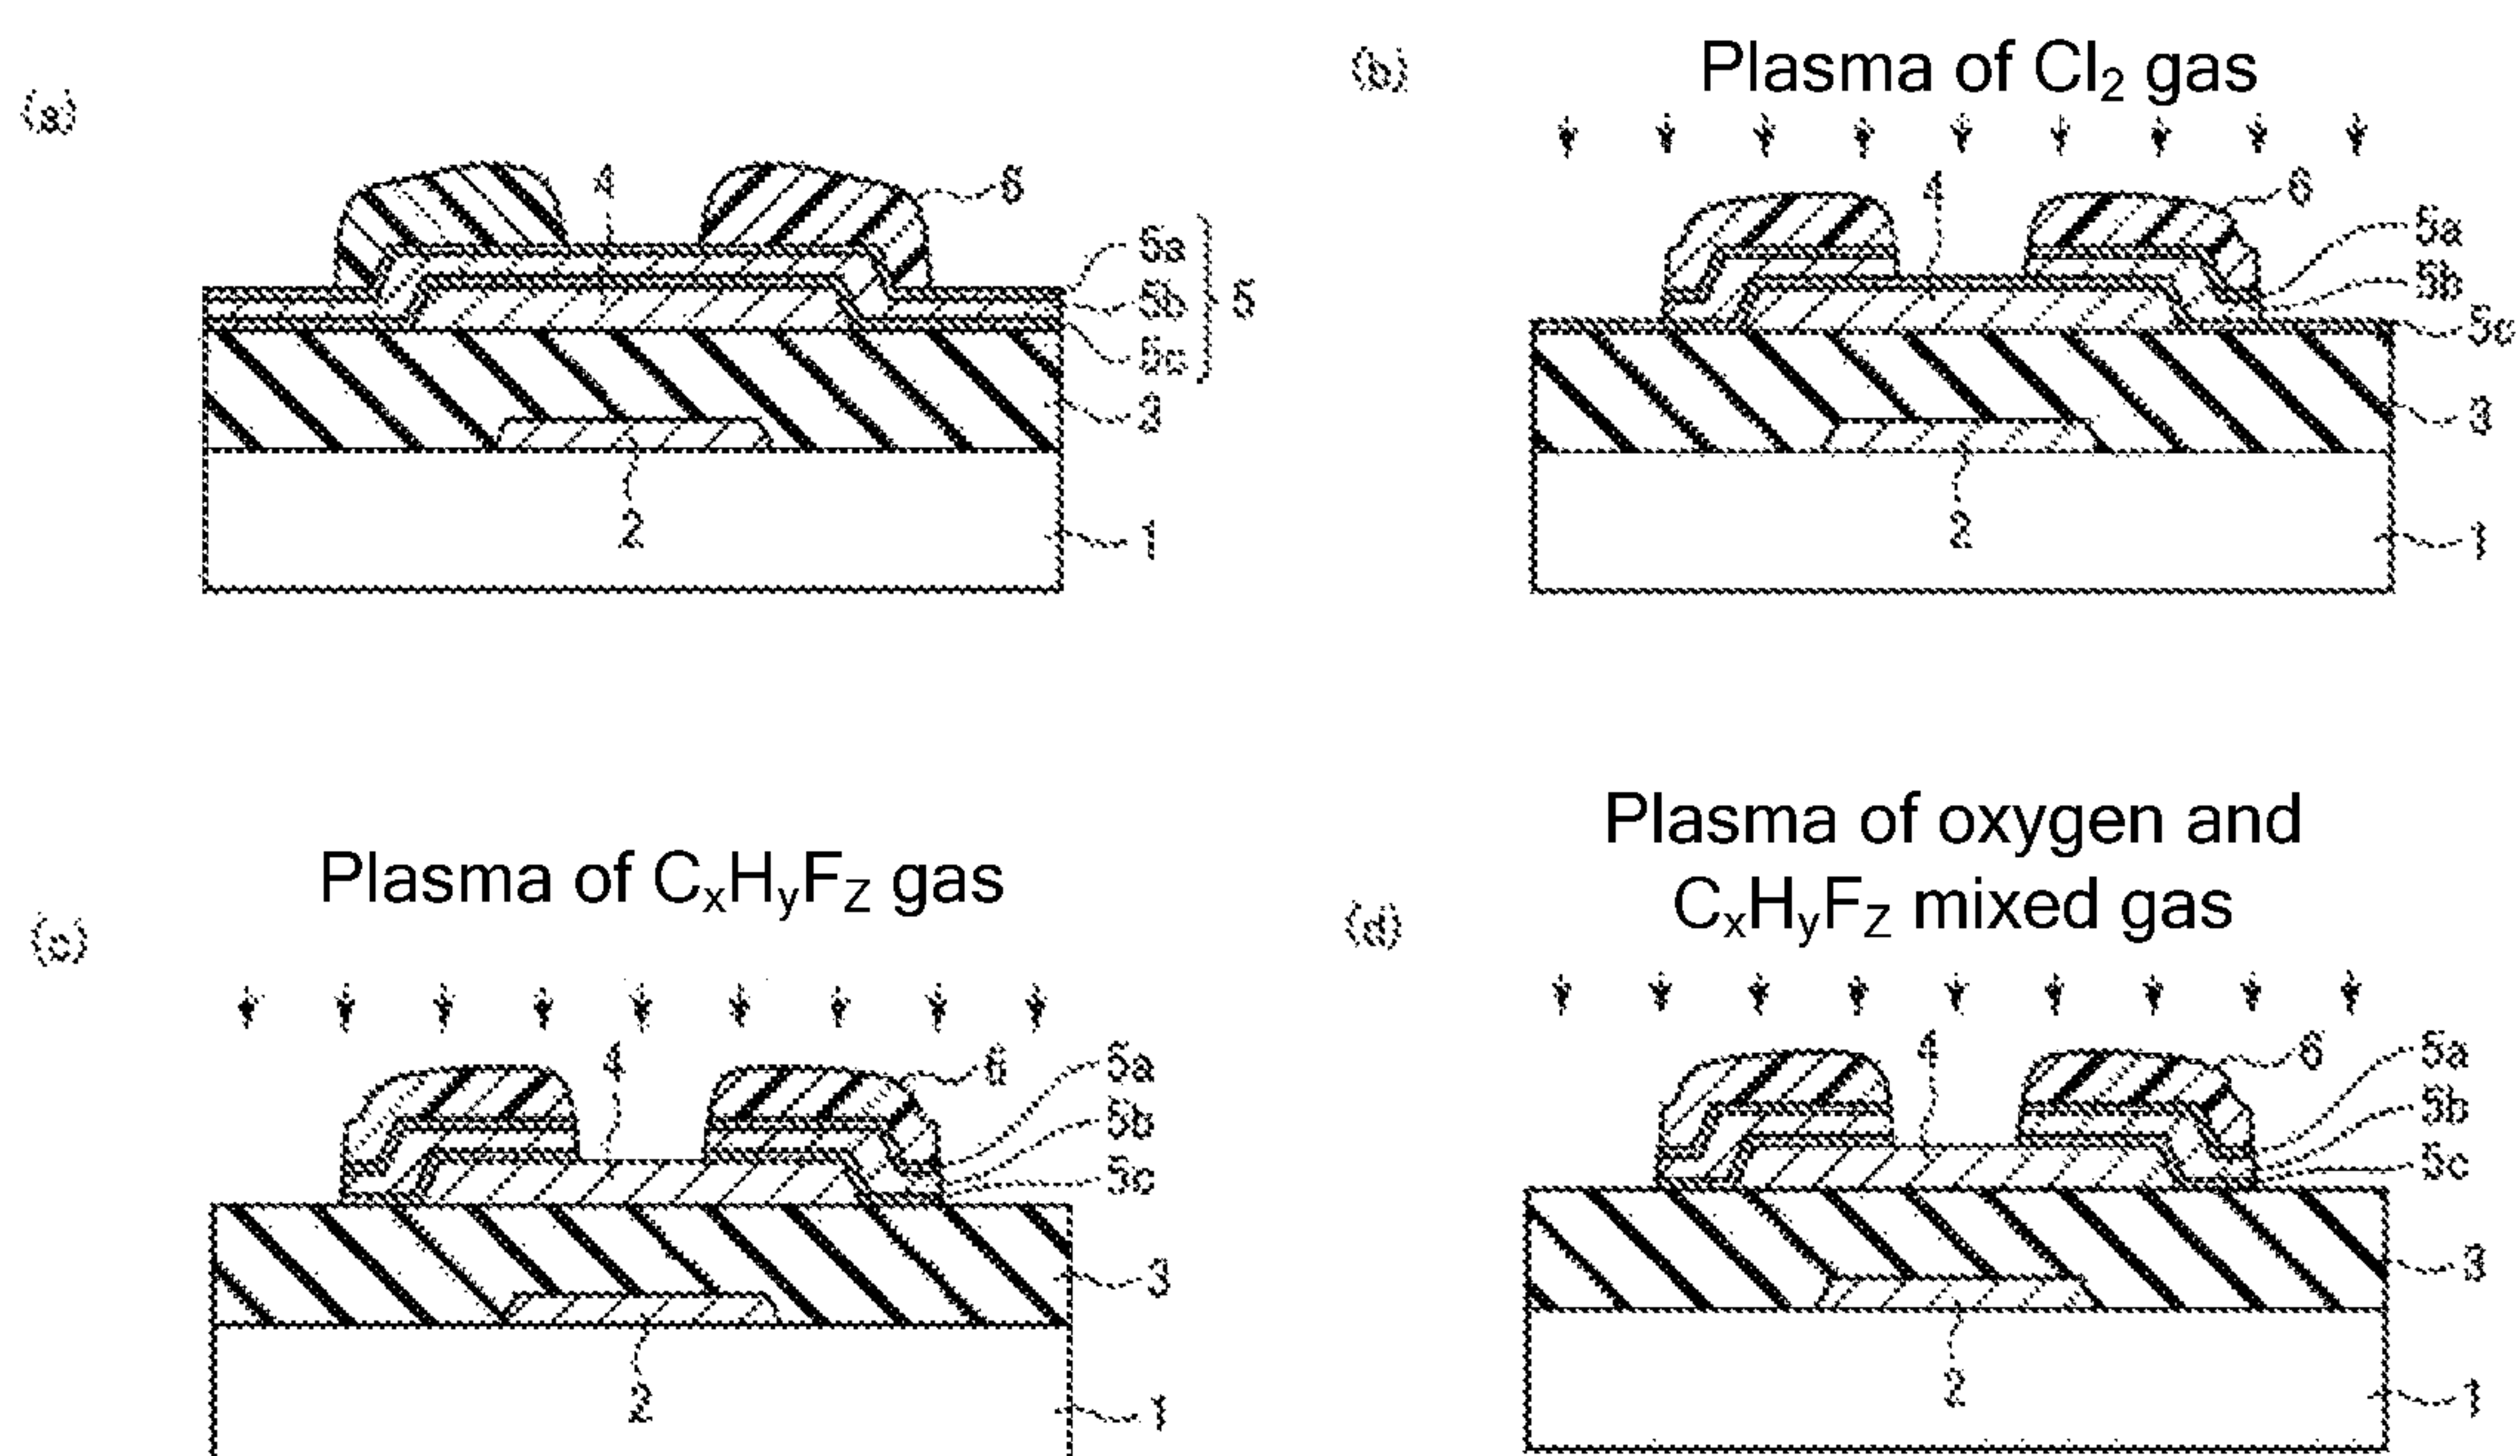 (a)
4
6
5a
5b
5
5c
3
2
1
(b)
Plasma of Cl₂ gas
4
6
5a
5b
5c
3
2
1
(c)
Plasma of CₓHᵧF_Z gas
4
6
5a
5b
5c
3
2
1
(d)
Plasma of oxygen and
CₓHᵧF_Z mixed gas
4
6
5a
5b
5c
3
2
1